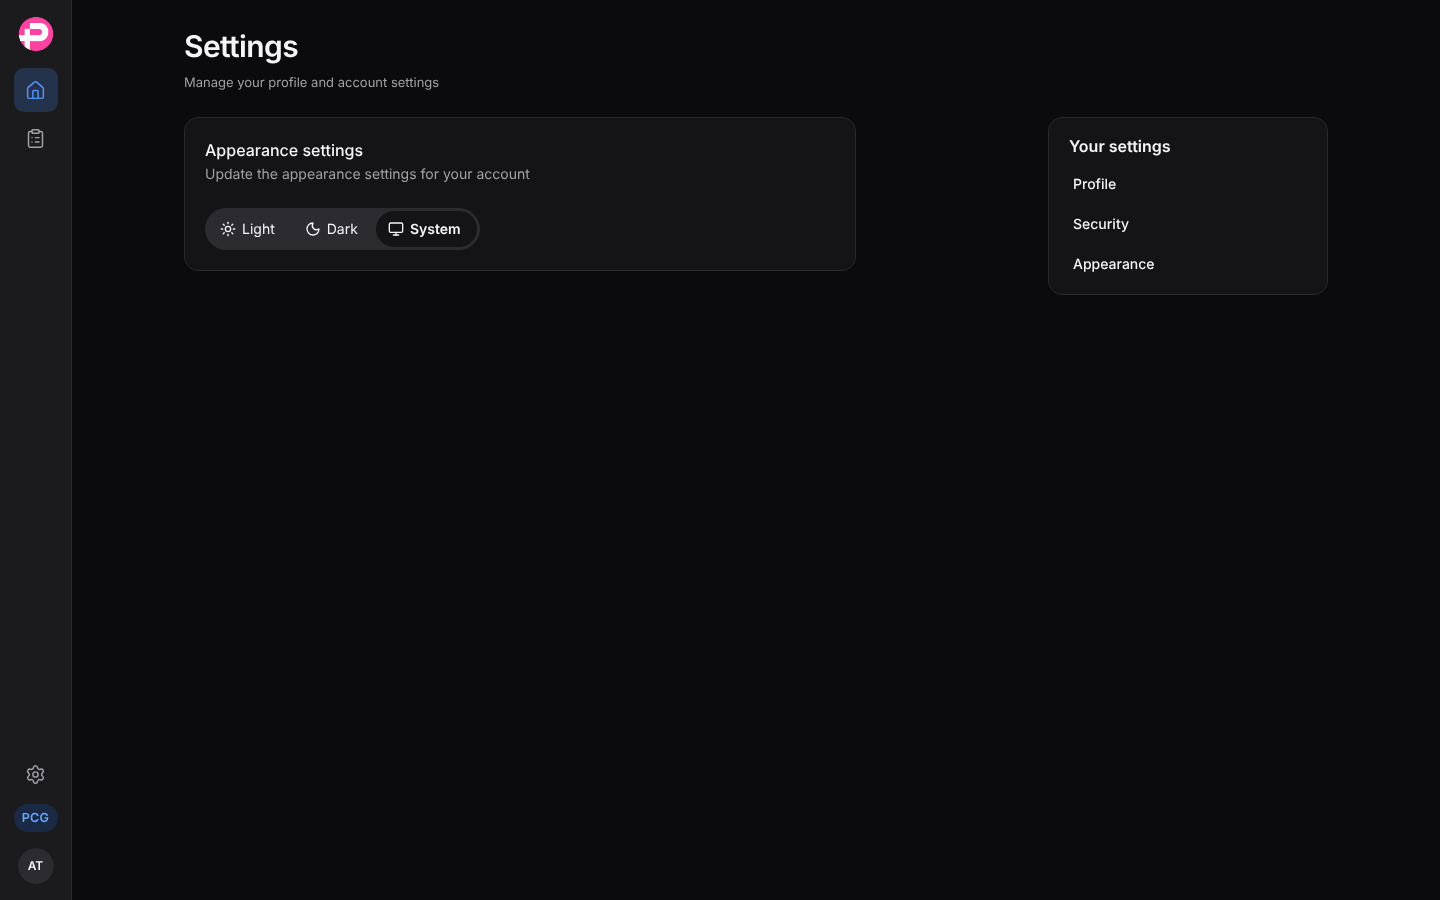 Settings
Manage your profile and account settings
Appearance settings
Update the appearance settings for your account
Light
Dark
System
Your settings
Profile
Security
Appearance
PCG
AT